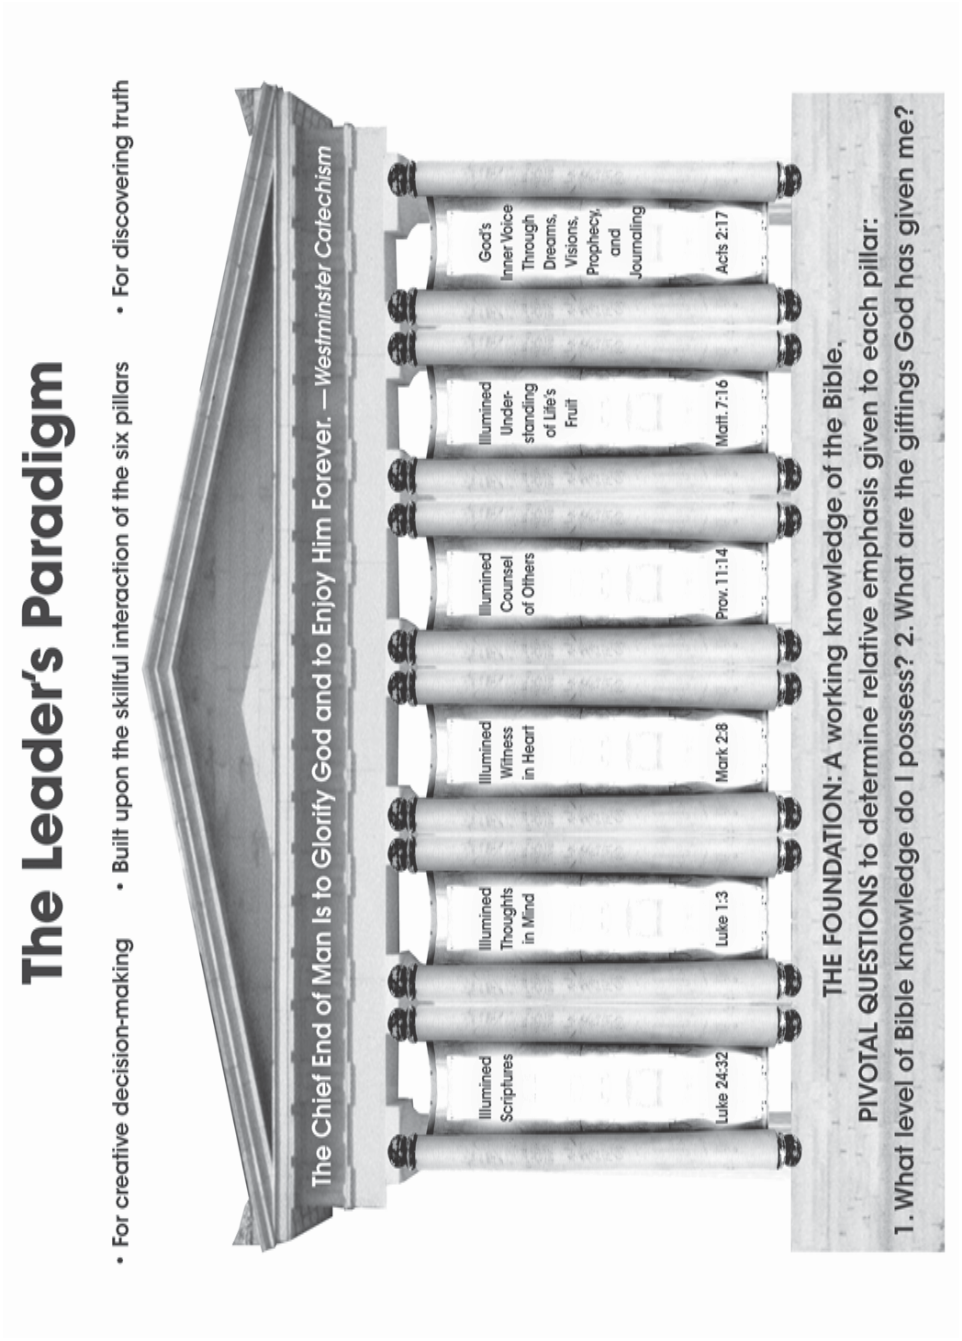 The Leader's Paradigm
• For creative decision-making
• Built upon the skillful interaction of the six pillars
• For discovering truth
The Chief End of Man Is to Glorify God and to Enjoy Him Forever. — Westminster Catechism
Illumined
Scriptures
Luke 24:32
Illumined
Thoughts
in Mind
Luke 1:3
Illumined
Witness
in Heart
Mark 2:8
Illumined
Counsel
of Others
Prov. 11:14
Illumined
Under-
standing
of Life's
Fruit
Matt. 7:16
God's
Inner Voice
Through
Dreams,
Visions,
Prophecy,
and
Journaling
Acts 2:17
THE FOUNDATION: A working knowledge of the Bible.
PIVOTAL QUESTIONS to determine relative emphasis given to each pillar:
1. What level of Bible knowledge do I possess? 2. What are the giftings God has given me?